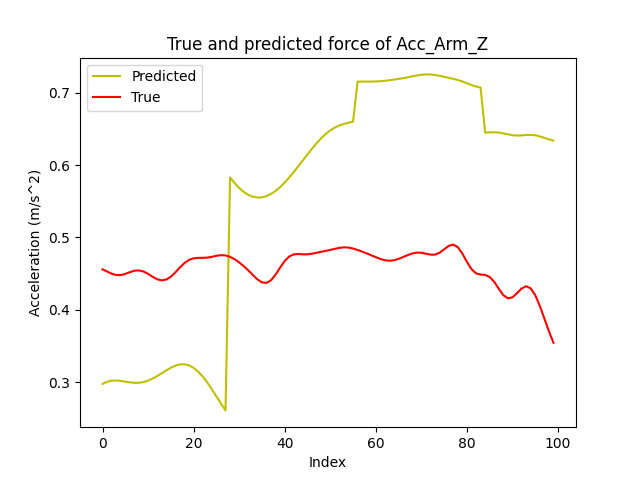 True and predicted force of Acc_Arm_Z
Predicted
True
Acceleration (m/s^2)
0.7
0.6
0.5
0.4
0.3
0 20 40 60 80 100
Index